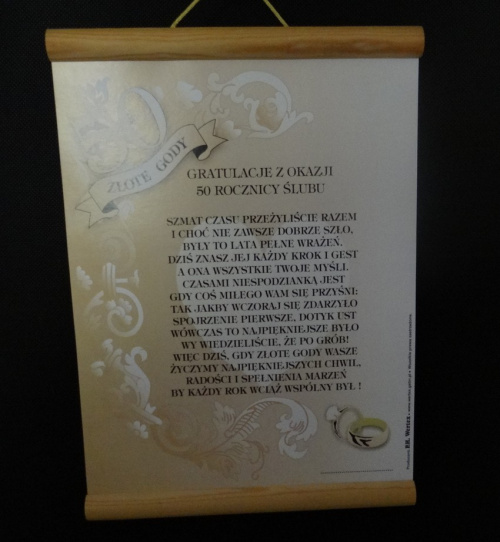 ZŁOTE GODY
GRATULACJE Z OKAZJI
50 ROCZNICY ŚLUBU
SZMAT CZASU PRZEŻYLIŚCIE RAZEM
I CHOĆ NIE ZAWSZE DOBRZE SZŁO,
BYŁY TO LATA PEŁNE WRAŻEŃ.
DZIŚ ZNASZ JEJ KAŻDY KROK I GEST
A ONA WSZYSTKIE TWOJE MYŚLI.
CZASAMI NIESPODZIANKĄ JEST
GDY COŚ MIŁEGO WAM SIĘ PRZYŚNI:
TAK JAKBY WCZORAJ SIĘ ZDARZYŁO
SPOJRZENIE PIERWSZE, DOTYK UST
WÓWCZAS TO NAJPIĘKNIEJSZE BYŁO
WY WIEDZIELIŚCIE, ŻE PO GRÓB!
WIĘC DZIŚ, GDY ZŁOTE GODY WASZE
ŻYCZYMY NAJPIĘKNIEJSZYCH CHWIL,
RADOŚCI I SPEŁNIENIA MARZEŃ
BY KAŻDY ROK WCIĄŻ WSPÓLNY BYŁ !